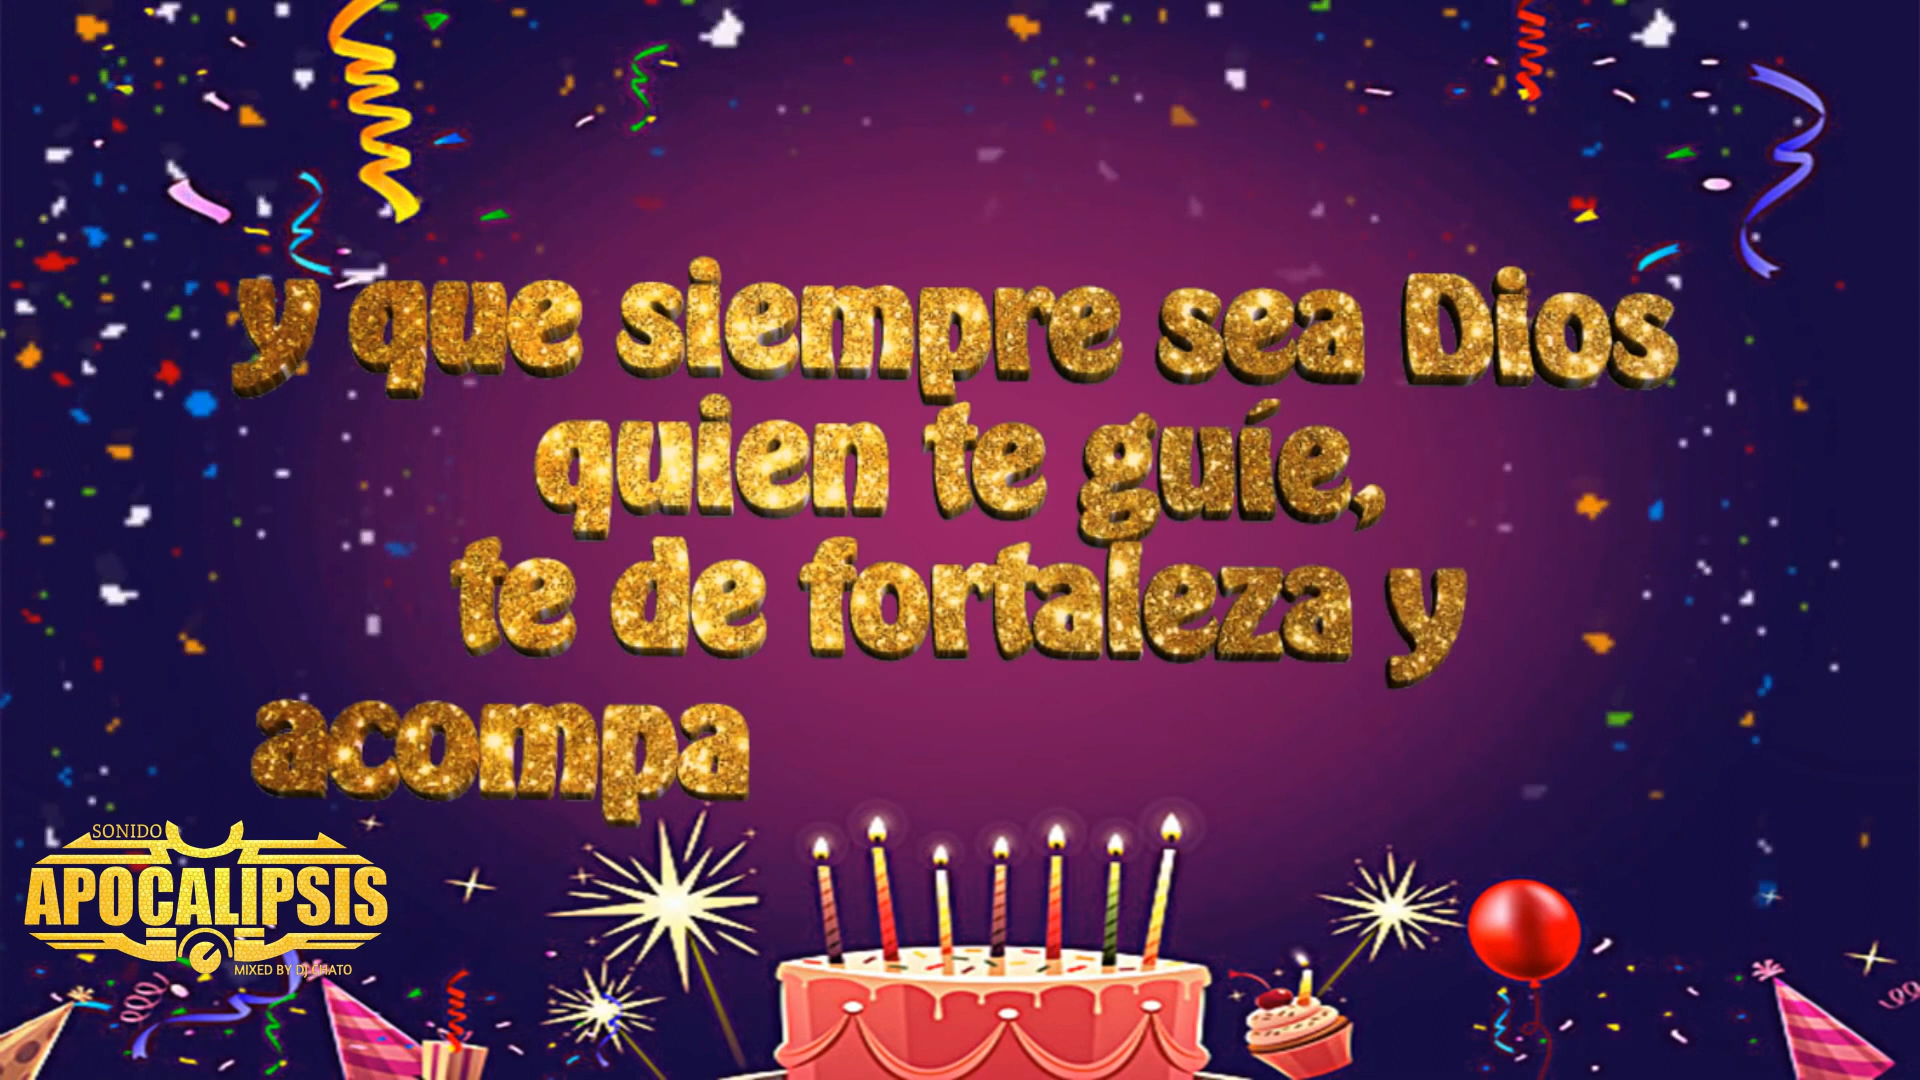 y que siempre sea Dios
quien te guíe,
te de fortaleza y
acompa
SONIDO
APOCALIPSIS
MIXED BY DJ CHATO